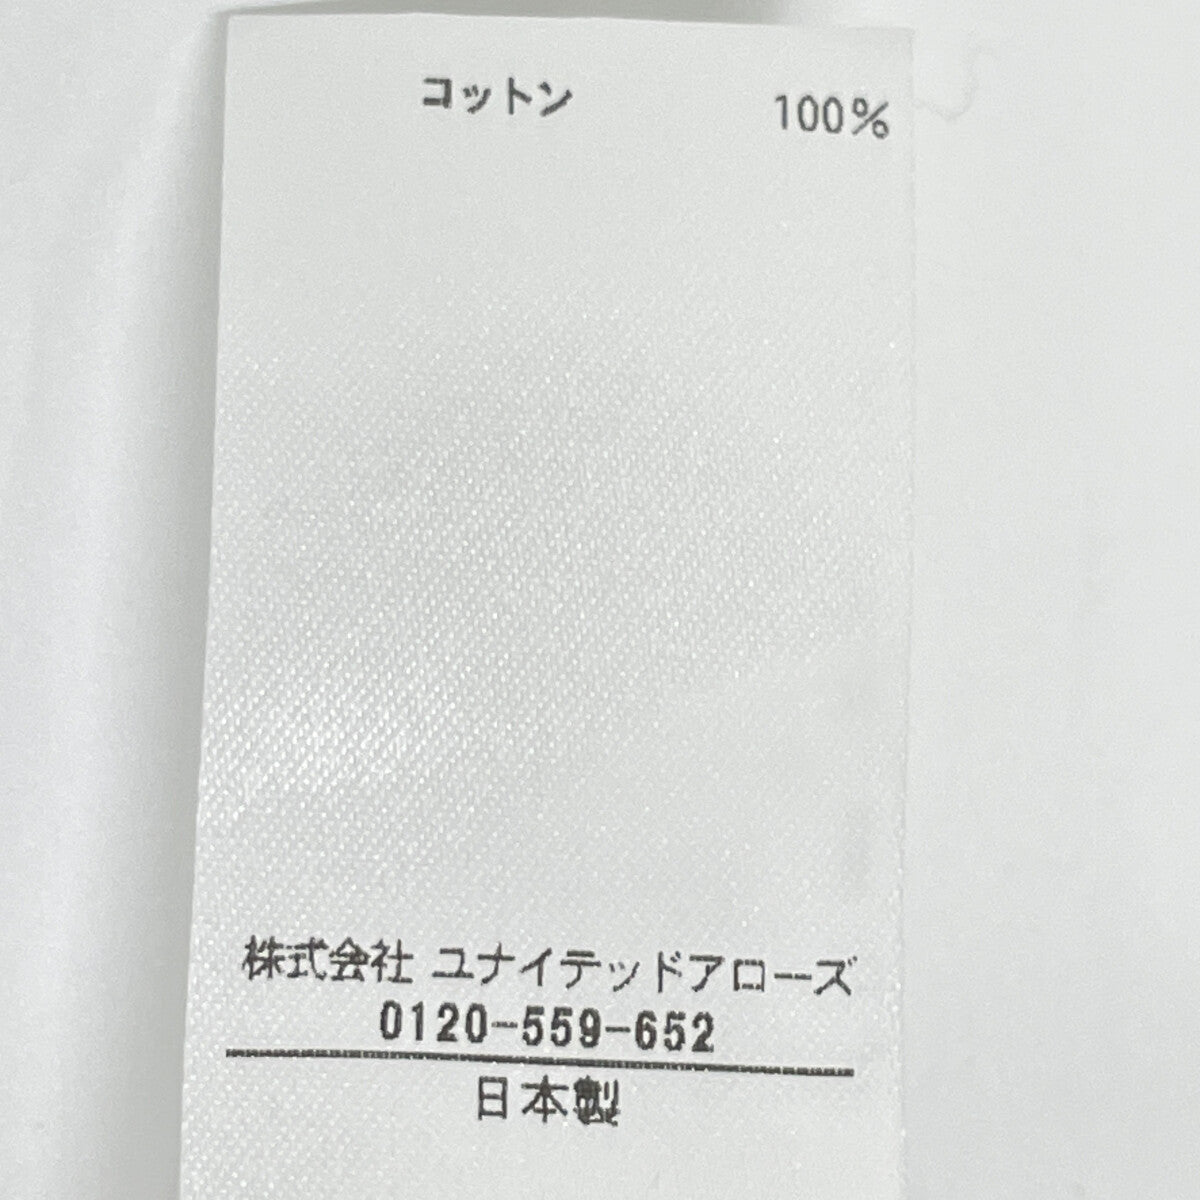 コットン 100%
株式会社 ユナイテッドアローズ
0120-559-652
日本製